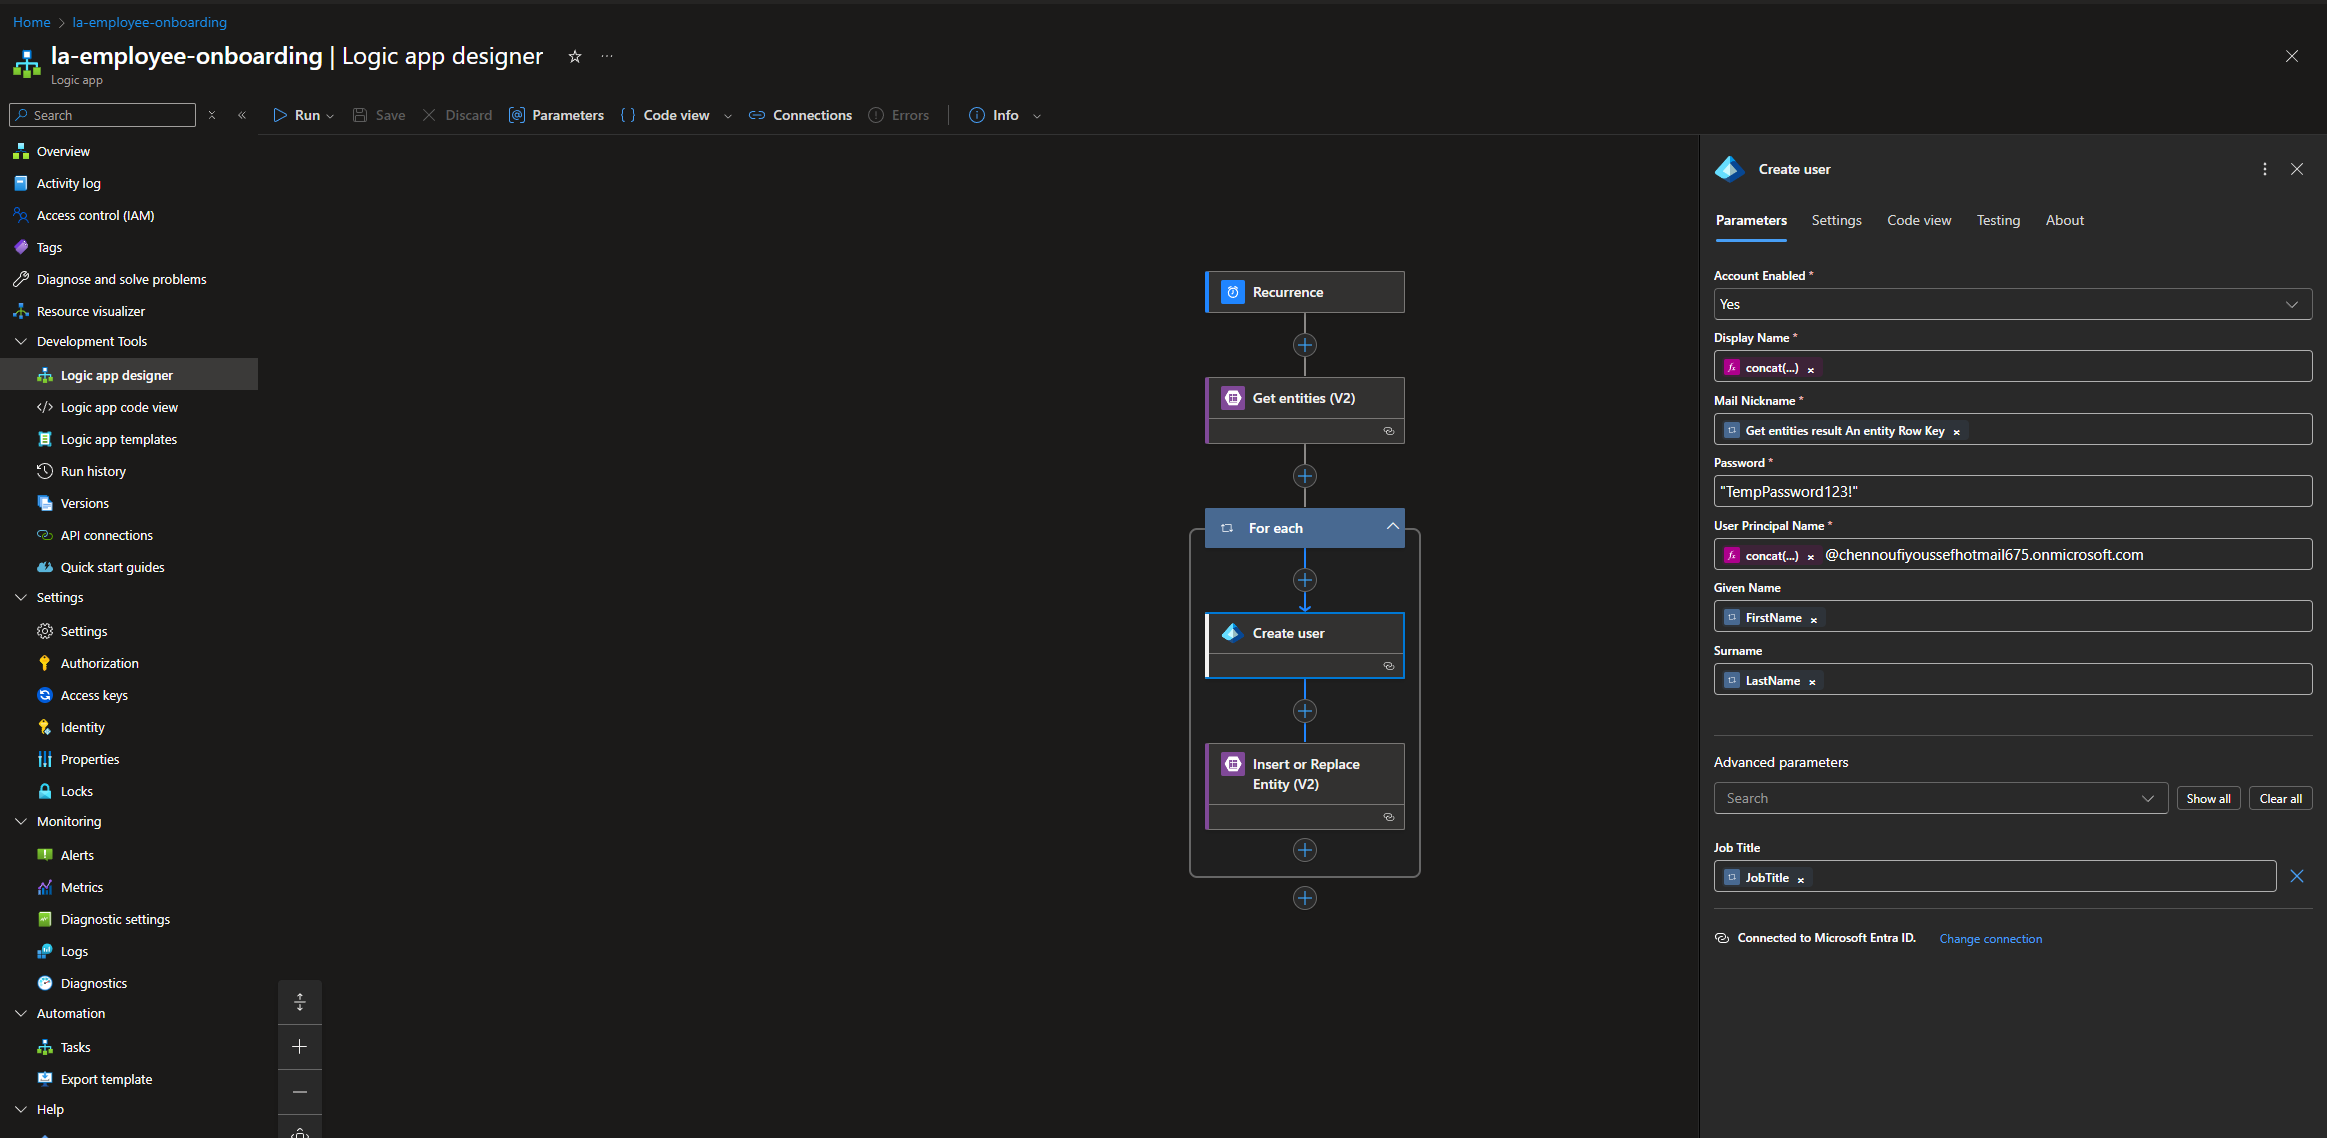 Home > la-employee-onboarding
la-employee-onboarding | Logic app designer
Logic app
Search
Run
Save
Discard
Parameters
Code view
Connections
Errors
Info
Overview
Activity log
Access control (IAM)
Tags
Diagnose and solve problems
Resource visualizer
Development Tools
Logic app designer
Logic app code view
Logic app templates
Run history
Versions
API connections
Quick start guides
Settings
Settings
Authorization
Access keys
Identity
Properties
Locks
Monitoring
Alerts
Metrics
Diagnostic settings
Logs
Diagnostics
Automation
Tasks
Export template
Help
Recurrence
Get entities (V2)
For each
Create user
Insert or Replace
Entity (V2)
Create user
Parameters
Settings
Code view
Testing
About
Account Enabled *
Yes
Display Name *
concat(...) ×
Mail Nickname *
Get entities result An entity Row Key ×
Password *
"TempPassword123!"
User Principal Name *
concat(...) × @chennoufiyoussefhotmail675.onmicrosoft.com
Given Name
FirstName ×
Surname
LastName ×
Advanced parameters
Search
Show all
Clear all
Job Title
JobTitle ×
Connected to Microsoft Entra ID.
Change connection